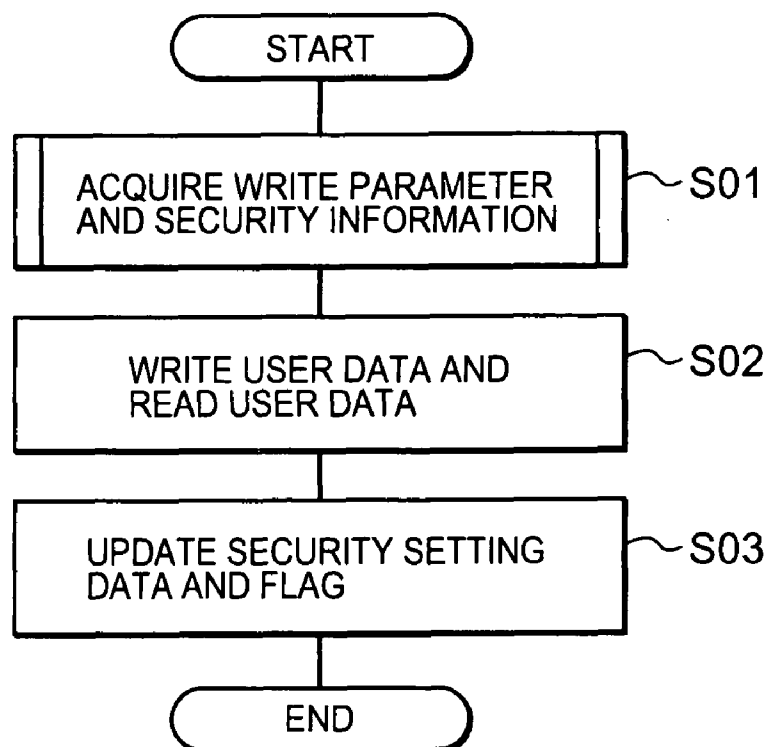 START
ACQUIRE WRITE PARAMETER
AND SECURITY INFORMATION
S01
WRITE USER DATA AND
READ USER DATA
S02
UPDATE SECURITY SETTING
DATA AND FLAG
S03
END